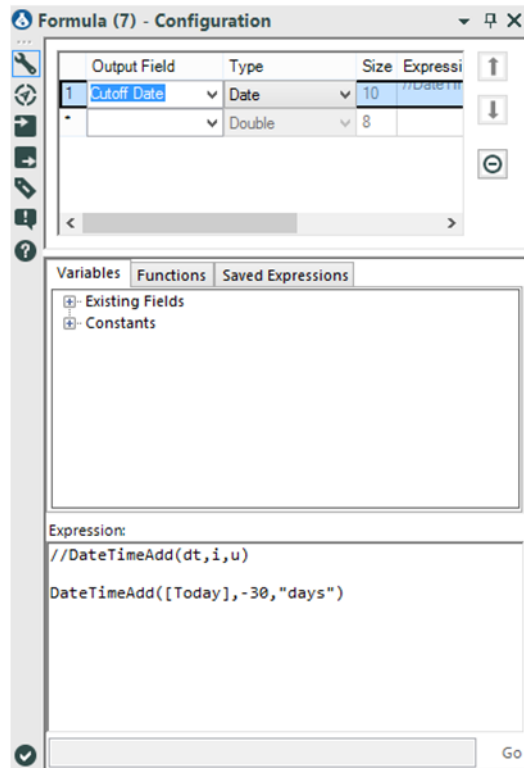 Formula (7) - Configuration
Output Field Type Size Expressi
1 Cutoff Date Date 10 //DateTim
* Double 8
Variables Functions Saved Expressions
Existing Fields
Constants
Expression:
//DateTimeAdd(dt,i,u)
DateTimeAdd([Today],-30,"days")
Go